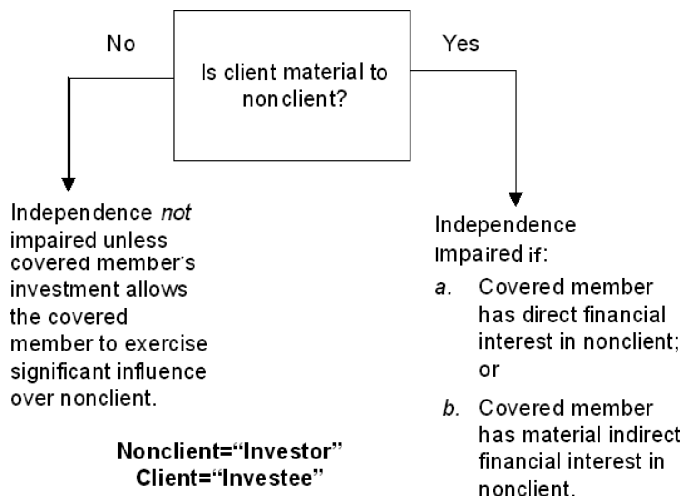 No
Yes
Is client material to
nonclient?
Independence not
impaired unless
covered member's
investment allows
the covered
member to exercise
significant influence
over nonclient.
Independence
Impaired if:
a. Covered member
has direct financial
interest in nonclient;
or
b. Covered member
has material indirect
financial interest in
nonclient.
Nonclient=“Investor”
Client=“Investee”